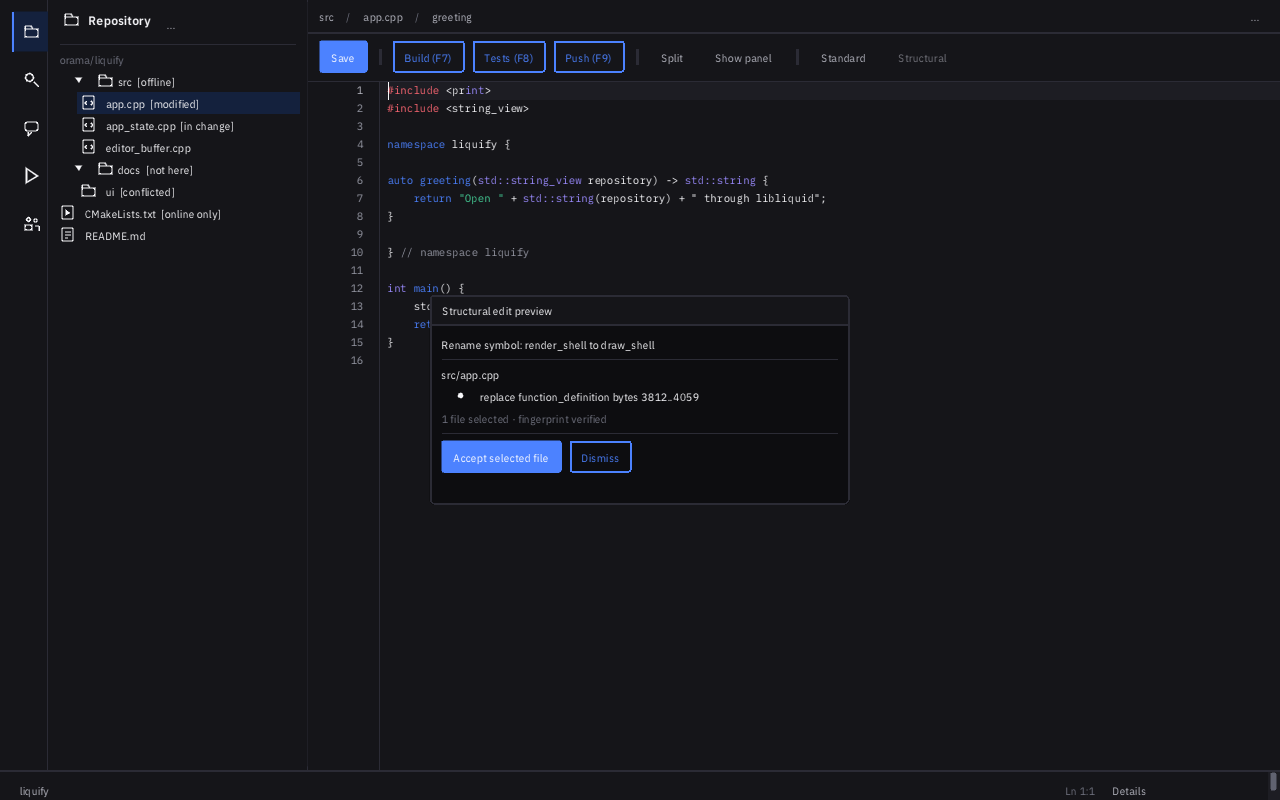 Repository ...
orama/liquify
src [offline]
app.cpp [modified]
app_state.cpp [in change]
editor_buffer.cpp
docs [not here]
ui [conflicted]
CMakeLists.txt [online only]
README.md
src / app.cpp / greeting ...
Save Build (F7) Tests (F8) Push (F9) Split Show panel Standard Structural
1 #include <print>
2 #include <string_view>
3
4 namespace liquify {
5
6 auto greeting(std::string_view repository) -> std::string {
7 return "Open " + std::string(repository) + " through libliquid";
8 }
9
10 } // namespace liquify
11
12 int main() {
13
14
15 }
16
Structural edit preview
Rename symbol: render_shell to draw_shell
src/app.cpp
replace function_definition bytes 3812..4059
1 file selected · fingerprint verified
Accept selected file Dismiss
liquify Ln 1:1 Details